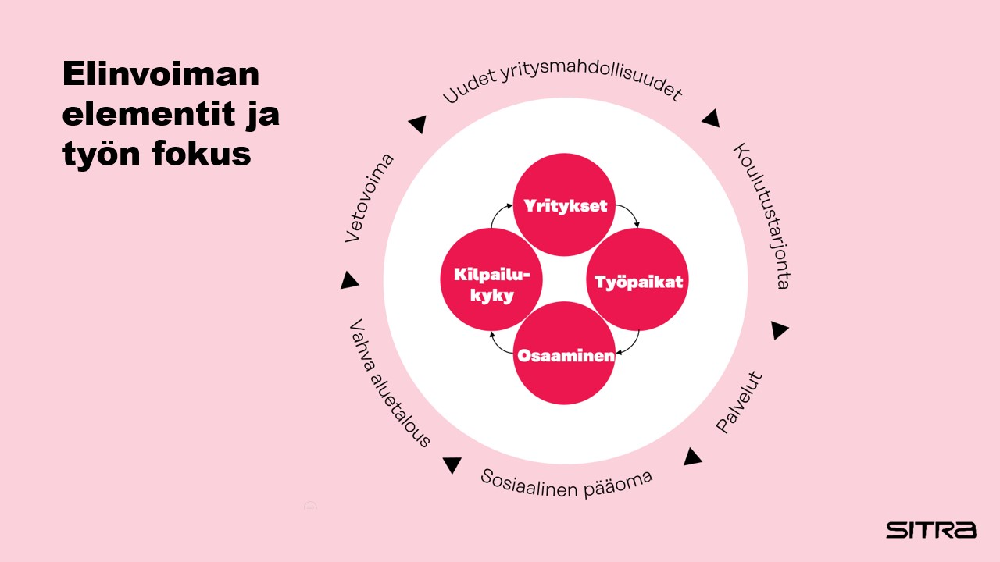 Elinvoiman
elementit ja
työn fokus
Uudet yritysmahdollisuudet
Koulutustarjonta
Palvelut
Sosiaalinen pääoma
Vahva aluetalous
Vetovoima
Yritykset
Työpaikat
Osaaminen
Kilpailu-
kyky
SITRA